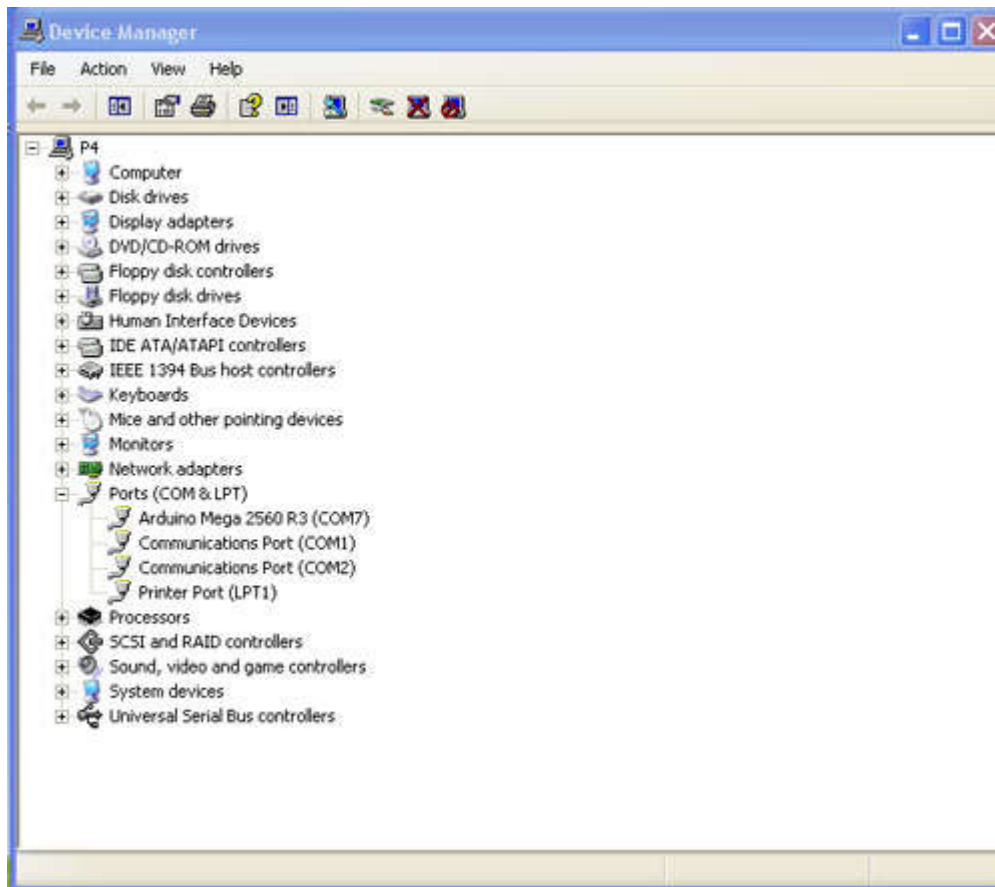 Device Manager
File Action View Help
P4
Computer
Disk drives
Display adapters
DVD/CD-ROM drives
Floppy disk controllers
Floppy disk drives
Human Interface Devices
IDE ATA/ATAPI controllers
IEEE 1394 Bus host controllers
Keyboards
Mice and other pointing devices
Monitors
Network adapters
Ports (COM & LPT)
Arduino Mega 2560 R3 (COM7)
Communications Port (COM1)
Communications Port (COM2)
Printer Port (LPT1)
Processors
SCSI and RAID controllers
Sound, video and game controllers
System devices
Universal Serial Bus controllers